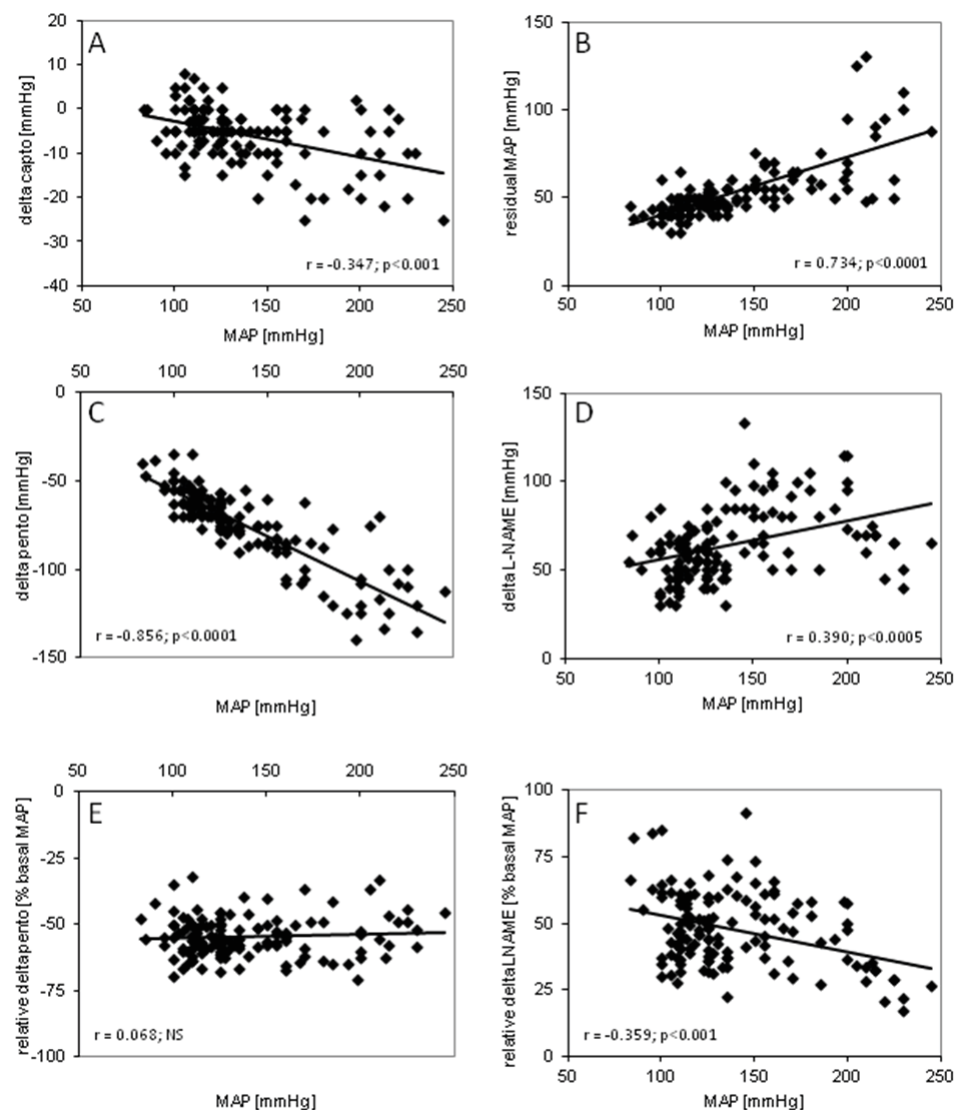 A
delta capto [mmHg]
20
10
0
-10
-20
-30
-40
50 100 150 200 250
MAP [mmHg]
r = -0.347; p<0.001
B
residual MAP [mmHg]
150
100
50
0
50 100 150 200 250
MAP [mmHg]
r = 0.734; p<0.0001
C
50 100 150 200 250
delta pento [mmHg]
0
-50
-100
-150
r = -0.856; p<0.0001
MAP [mmHg]
D
delta L-NAME [mmHg]
150
100
50
0
50 100 150 200 250
MAP [mmHg]
r = 0.390; p<0.0005
E
50 100 150 200 250
relative delta pento [% basal MAP]
0
-25
-50
-75
-100
r = 0.068; NS
MAP [mmHg]
F
relative delta LNAME [% basal MAP]
100
75
50
25
0
50 100 150 200 250
MAP [mmHg]
r = -0.359; p<0.001